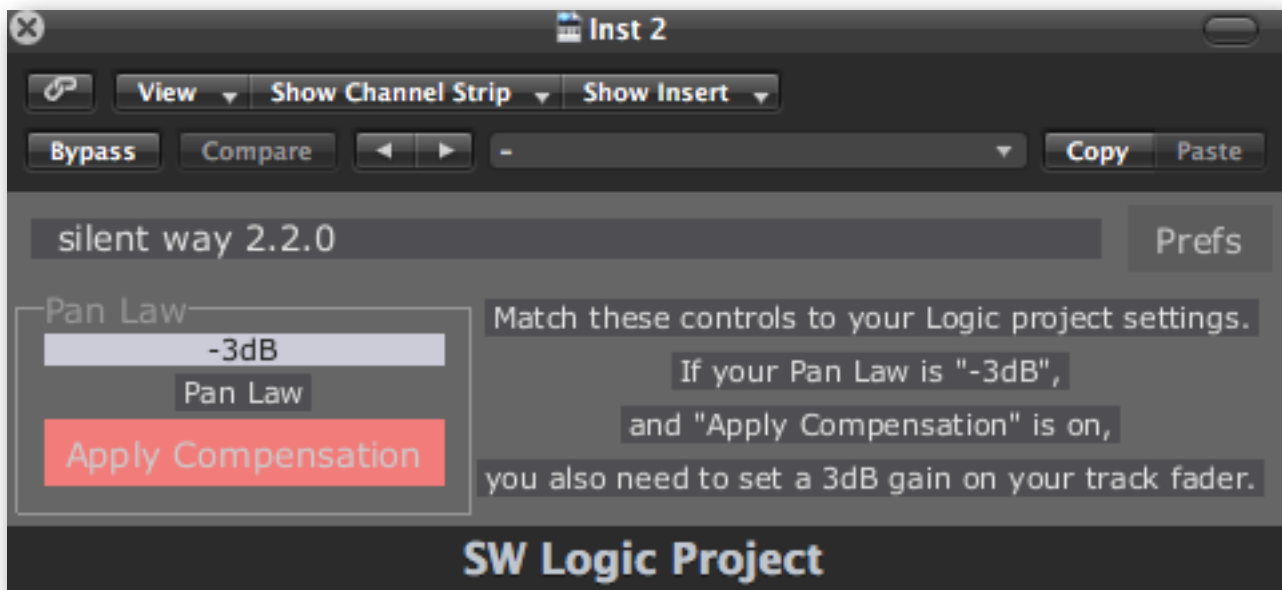 Inst 2
View Show Channel Strip Show Insert
Bypass Compare - Copy Paste
silent way 2.2.0 Prefs
Pan Law
-3dB
Pan Law
Apply Compensation
Match these controls to your Logic project settings.
If your Pan Law is "-3dB",
and "Apply Compensation" is on,
you also need to set a 3dB gain on your track fader.
SW Logic Project